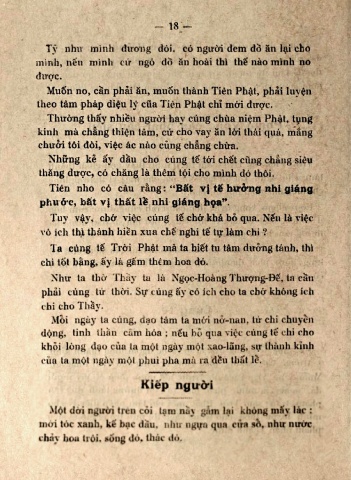 — 18 —
Tỷ như mình đương đói, có người đem đồ ăn lại cho
mình, nếu mình cứ ngó đồ ăn hoài thì thế nào mình no
được.
Muốn no, cần phải ăn, muốn thành Tiên Phật, phải luyện
theo tâm pháp diệu lý của Tiên Phật chỉ mới được.
Thường thấy nhiều người hay cúng chùa niệm Phật, tụng
kinh mà chẳng thiện tâm, cứ cho vay ăn lời thái quá, mắng
chưởi tôi đòi, việc ác nào cũng chẳng chừa.
Những kẻ ấy dầu cho cúng tế tới chết cũng chẳng siêu
thăng được, có chăng là thêm tội cho mình đó thôi.
Tiên nho có câu rằng: "Bất vị tế hưởng nhi giáng
phước, bất vị thất lễ nhi giáng họa".
Tuy vậy, chớ việc cúng tế chớ khá bỏ qua. Nếu là việc
vô ích thì thánh hiền xưa chế nghi tế tự làm chi ?
Ta cúng tế Trời Phật mà ta biết tu tâm dưỡng tánh, thì
chi tốt bằng, ấy là gấm thêm hoa đó.
Như ta thờ Thầy ta là Ngọc-Hoàng Thượng-Đế, ta cần
phải cúng tứ thời. Sự cúng ấy có ích cho ta chớ không ích
chi cho Thầy.
Mỗi ngày ta cúng, đạo tâm ta mới nở-nan, từ chí chuyển
động, tinh thần cảm hóa ; nếu bỏ qua việc cúng tế chi cho
khỏi lòng đạo của ta một ngày một xao-lãng, sự thành kỉnh
của ta một ngày một phui pha mà ra đều thất lễ.
Kiếp người
Một đời người trên cõi tạm này gẫm lại không mấy lác :
mới tóc xanh, kế bạc đầu, như ngựa qua cửa sổ, như nước
chảy hoa trôi, sống đó, thác đó.